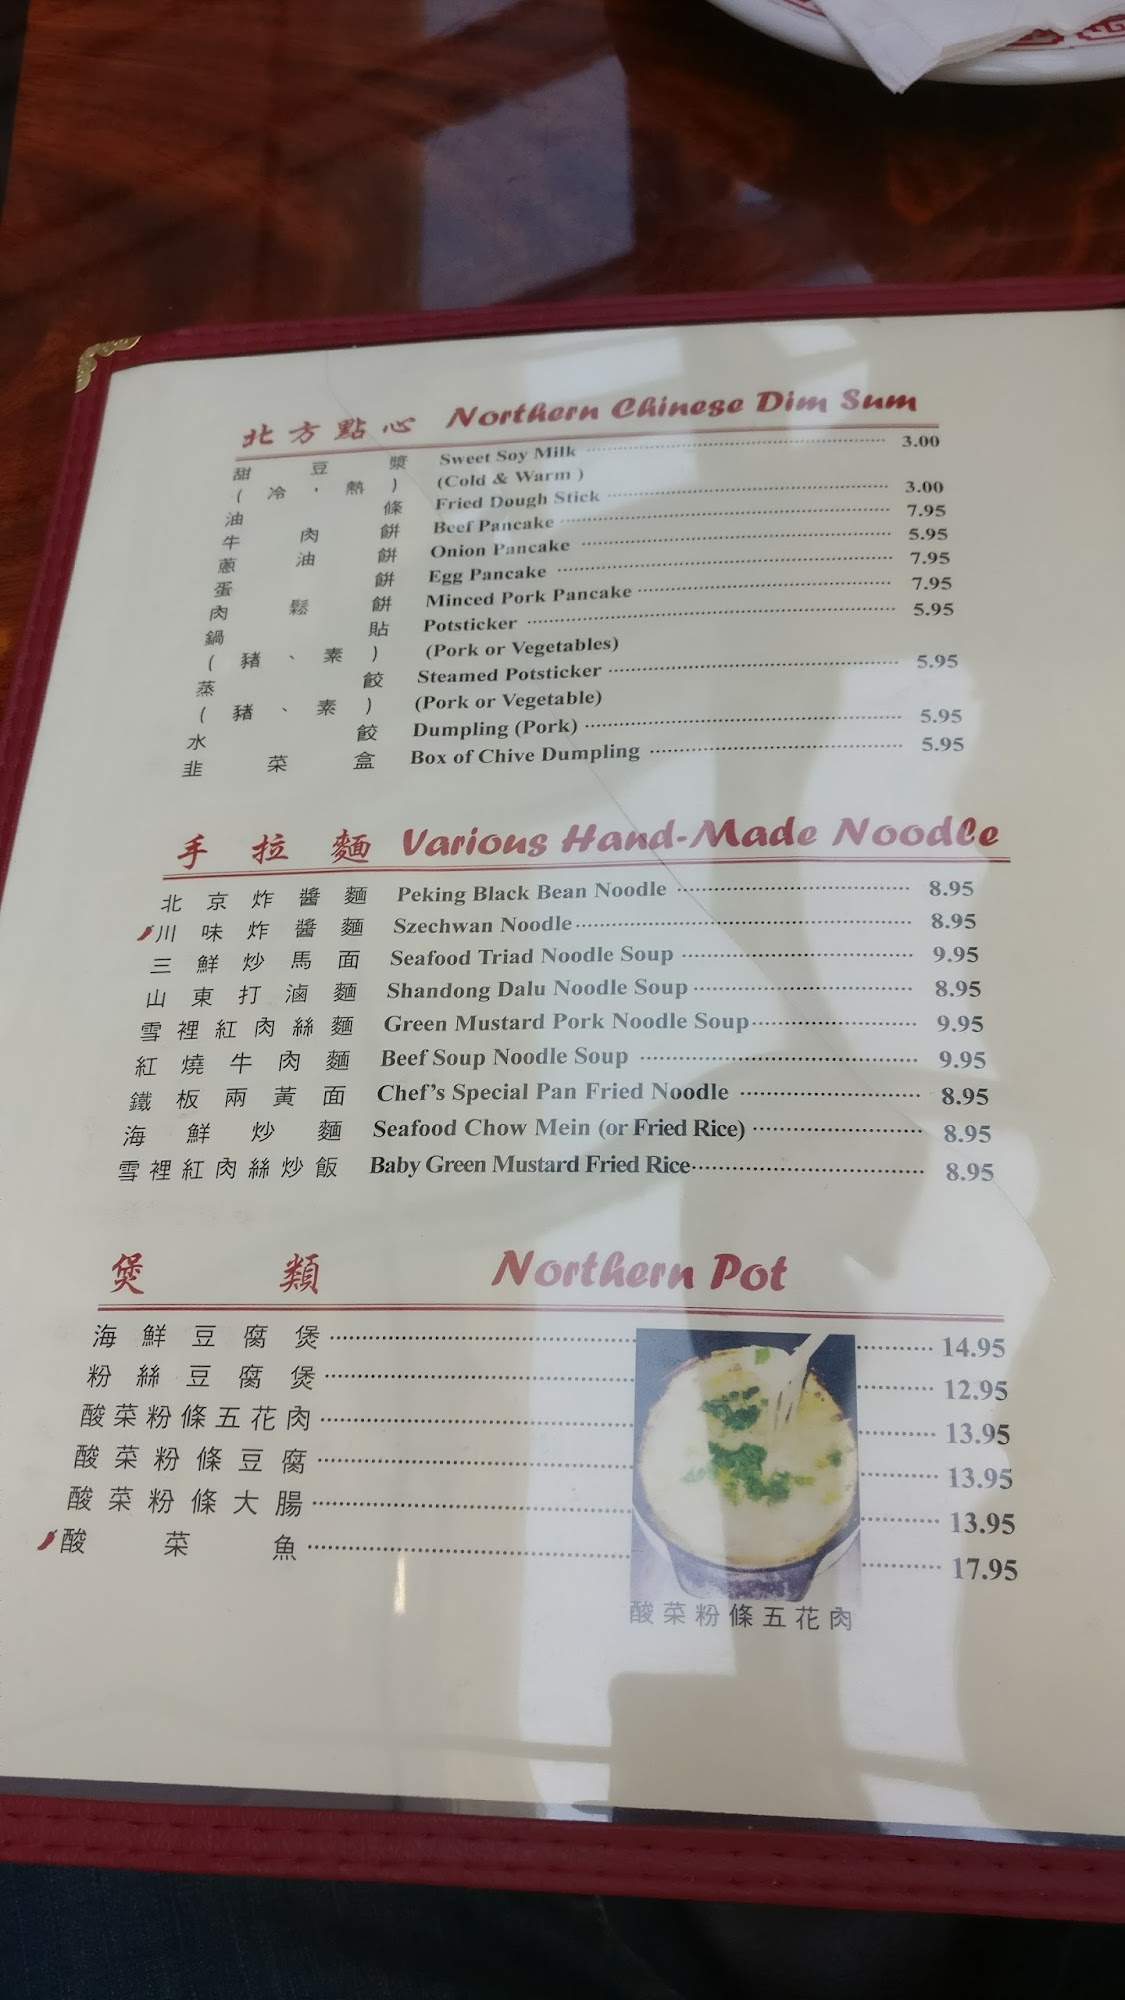 北方點心 Northern Chinese Dim Sum
甜豆漿 Sweet Soy Milk 3.00
(冷，熱) (Cold & Warm )
油條 Fried Dough Stick 3.00
牛肉餅 Beef Pancake 7.95
蔥油餅 Onion Pancake 5.95
蛋餅 Egg Pancake 7.95
肉鬆餅 Minced Pork Pancake 7.95
鍋貼 Potsticker 5.95
(豬、素) (Pork or Vegetables)
蒸餃 Steamed Potsticker 5.95
(豬、素) (Pork or Vegetable)
水餃 Dumpling (Pork) 5.95
韭菜盒 Box of Chive Dumpling 5.95
手拉麵 Various Hand-Made Noodle
北京炸醬麵 Peking Black Bean Noodle 8.95
川味炸醬麵 Szechwan Noodle 8.95
三鮮炒馬面 Seafood Triad Noodle Soup 9.95
山東打滷麵 Shandong Dalu Noodle Soup 8.95
雪裡紅肉絲麵 Green Mustard Pork Noodle Soup 9.95
紅燒牛肉麵 Beef Soup Noodle Soup 9.95
鐵板兩黃面 Chef's Special Pan Fried Noodle 8.95
海鮮炒麵 Seafood Chow Mein (or Fried Rice) 8.95
雪裡紅肉絲炒飯 Baby Green Mustard Fried Rice 8.95
煲類 Northern Pot
海鮮豆腐煲 14.95
粉絲豆腐煲 12.95
酸菜粉條五花肉 13.95
酸菜粉條豆腐 13.95
酸菜粉條大腸 13.95
酸菜魚 17.95
酸菜粉條五花肉